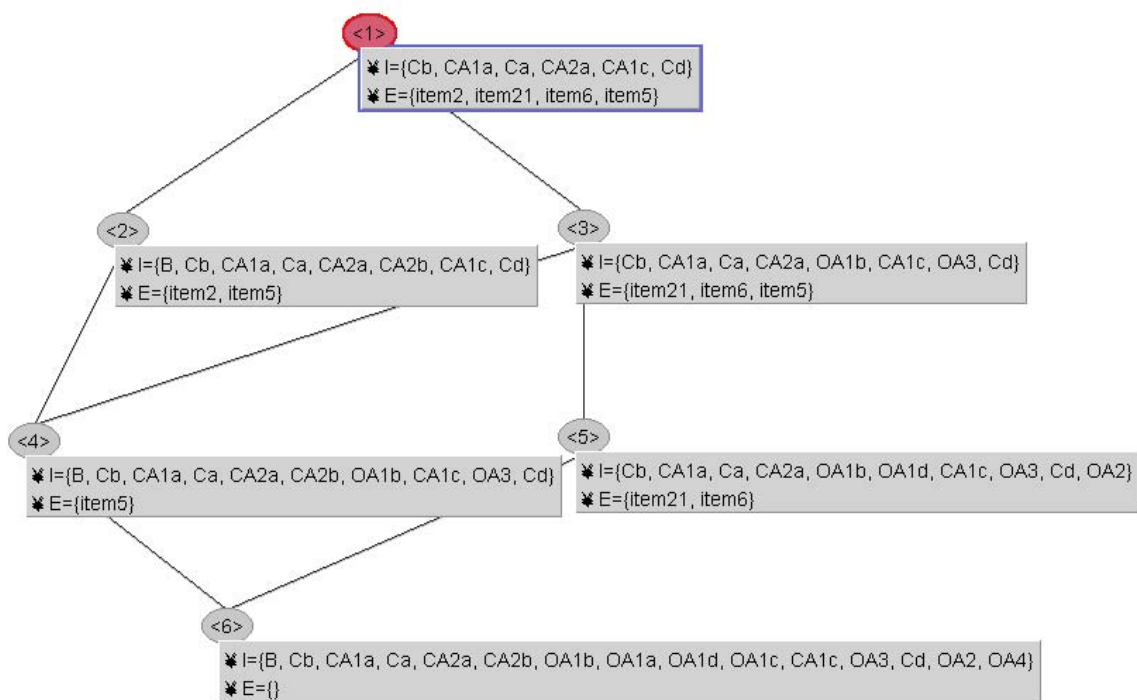 <1>
¥ I={Cb, CA1a, Ca, CA2a, CA1c, Cd}
¥ E={item2, item21, item6, item5}
<2>
¥ I={B, Cb, CA1a, Ca, CA2a, CA2b, CA1c, Cd}
¥ E={item2, item5}
<3>
¥ I={Cb, CA1a, Ca, CA2a, OA1b, CA1c, OA3, Cd}
¥ E={item21, item6, item5}
<4>
¥ I={B, Cb, CA1a, Ca, CA2a, CA2b, OA1b, CA1c, OA3, Cd}
¥ E={item5}
<5>
¥ I={Cb, CA1a, Ca, CA2a, OA1b, OA1d, CA1c, OA3, Cd, OA2}
¥ E={item21, item6}
<6>
¥ I={B, Cb, CA1a, Ca, CA2a, CA2b, OA1b, OA1a, OA1d, OA1c, CA1c, OA3, Cd, OA2, OA4}
¥ E={}